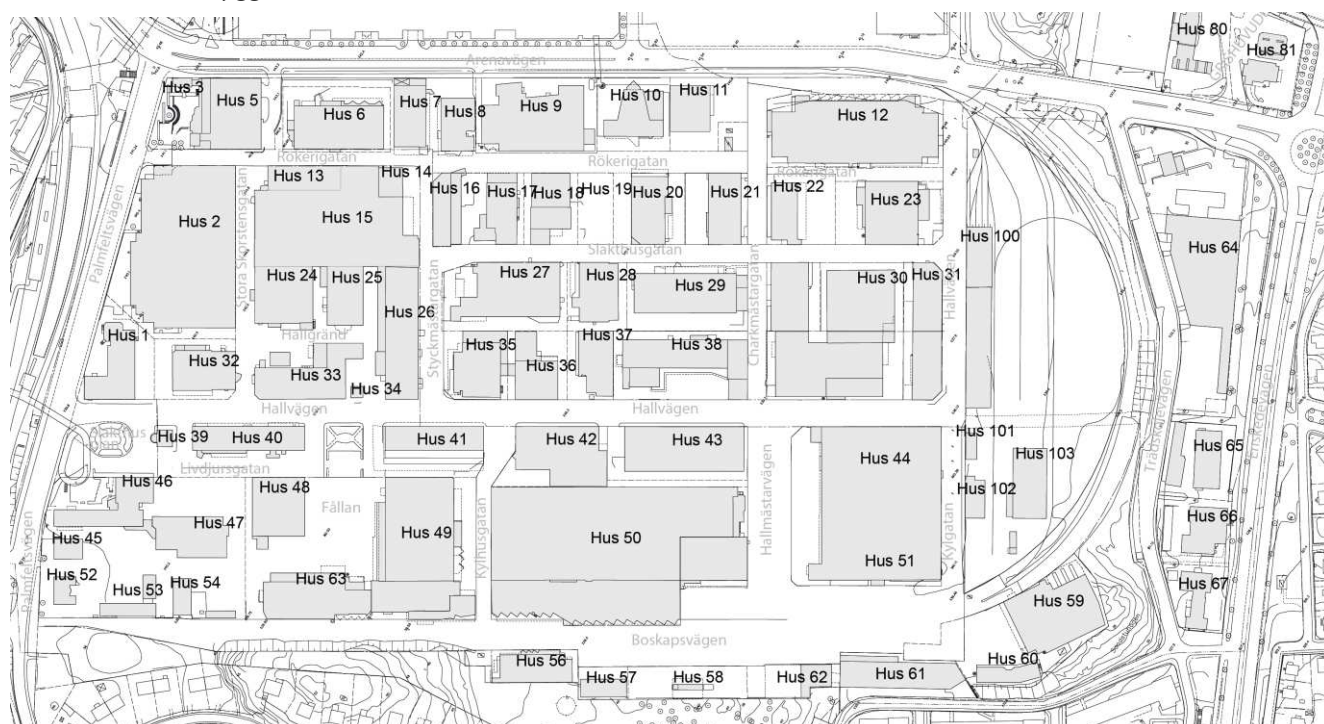 Hus 80
Hus 81
Arenavägen
Hus 3
Hus 5
Hus 6
Hus 7
Hus 8
Hus 9
Hus 10
Hus 11
Hus 12
Rökerigatan
Rökerigatan
Rökerigatan
Palmfeltsvägen
Hus 2
Stora Skorstensgatan
Hus 13
Hus 14
Hus 15
Hus 16
Hus 17
Hus 18
Hus 19
Hus 20
Hus 21
Hus 22
Hus 23
Hus 100
Hus 64
Slakthusgatan
Hus 24
Hus 25
Hus 26
Styckmästargatan
Hus 27
Hus 28
Hus 29
Charkmästargatan
Hus 30
Hus 31
Hallvägen
Hus 1
Hallgränd
Hus 32
Hus 33
Hus 34
Hus 35
Hus 36
Hus 37
Hus 38
Hallvägen
Hallvägen
Trädskolevägen
Enskedevägen
Hus 39
Hus 40
Hus 41
Hus 42
Hus 43
Hus 44
Hus 101
Hus 103
Hus 65
Livdjursgatan
Hus 46
Hus 48
Hus 102
Fållan
Hus 47
Hus 49
Kylhusgatan
Hus 50
Hallmästarvägen
Hus 51
Kylgatan
Hus 66
Palmfeltsvägen
Hus 45
Hus 52
Hus 53
Hus 54
Hus 63
Hus 59
Hus 67
Boskapsvägen
Hus 56
Hus 57
Hus 58
Hus 62
Hus 61
Hus 60